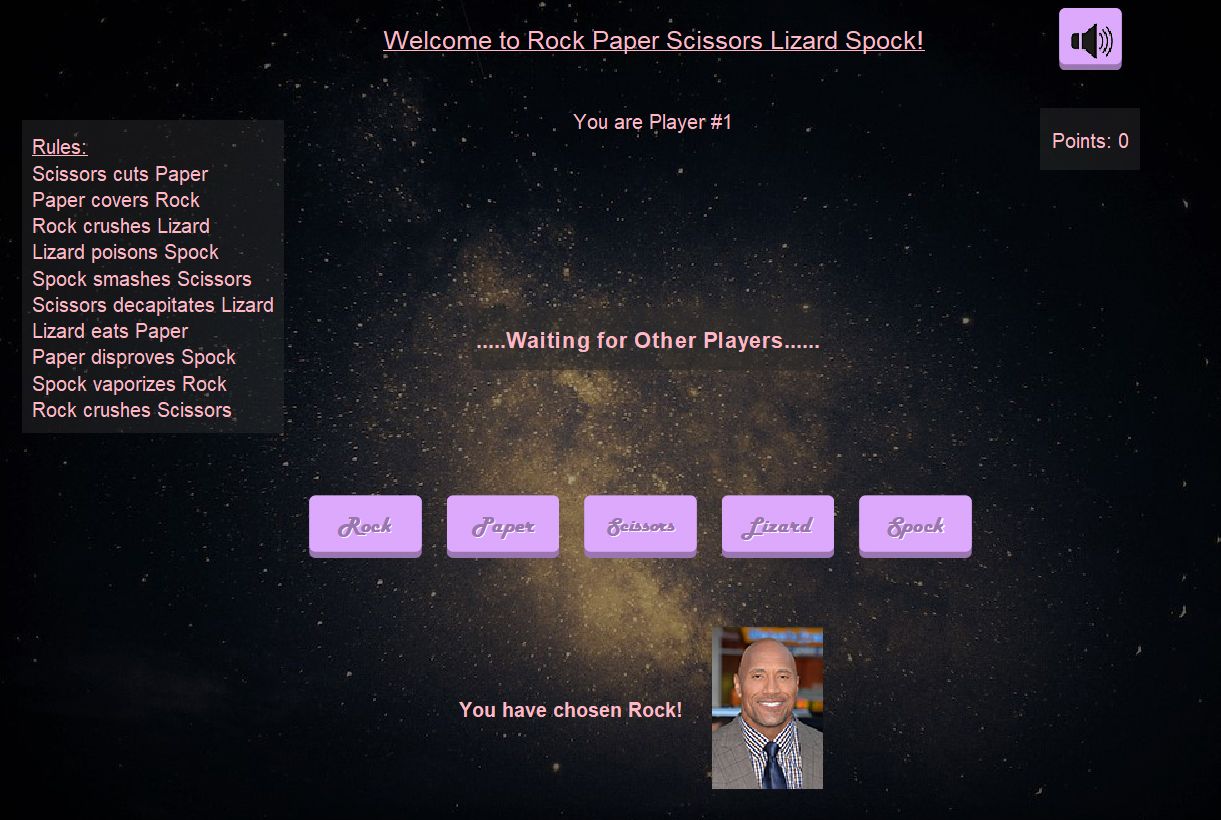 Welcome to Rock Paper Scissors Lizard Spock!
You are Player #1
Points: 0
Rules:
Scissors cuts Paper
Paper covers Rock
Rock crushes Lizard
Lizard poisons Spock
Spock smashes Scissors
Scissors decapitates Lizard
Lizard eats Paper
Paper disproves Spock
Spock vaporizes Rock
Rock crushes Scissors
.....Waiting for Other Players......
Rock Paper Scissors Lizard Spock
You have chosen Rock!